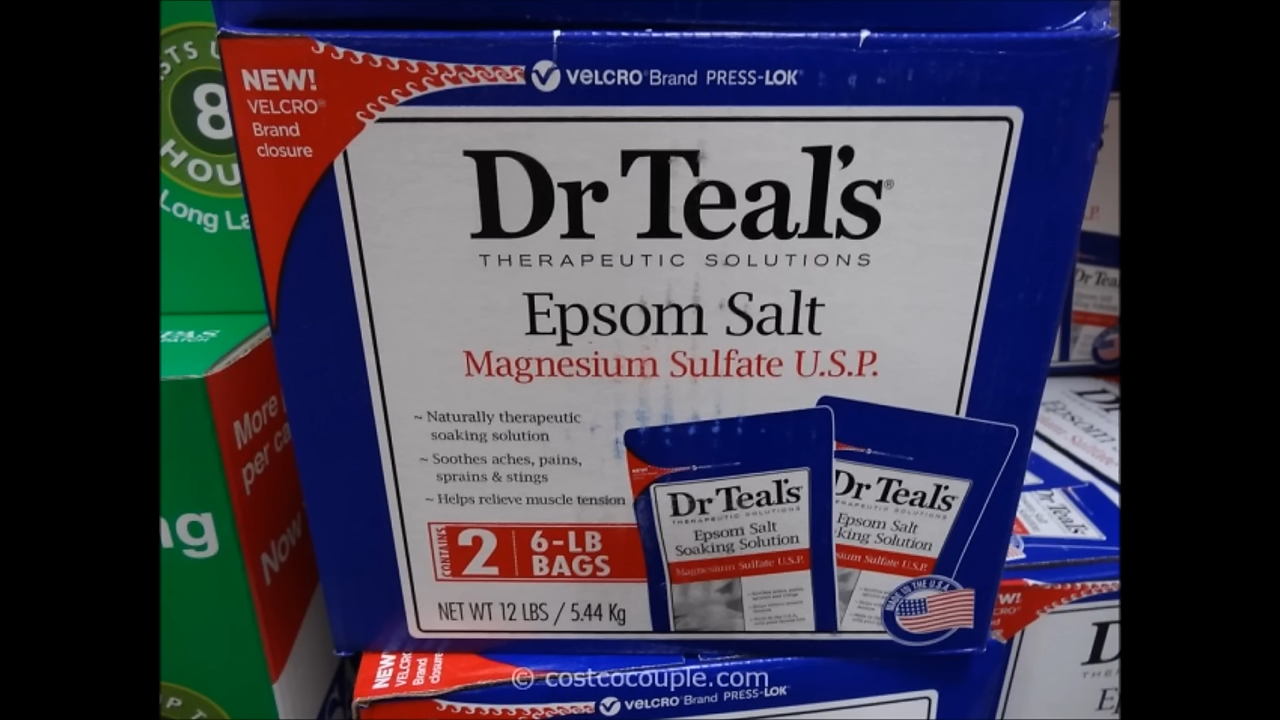 NEW!
VELCRO®
Brand
closure
VELCRO® Brand PRESS-LOK
Dr Teal's®
THERAPEUTIC SOLUTIONS
Epsom Salt
Magnesium Sulfate U.S.P.
~ Naturally therapeutic
soaking solution
~ Soothes aches, pains,
sprains & stings
~ Helps relieve muscle tension
CONTAINS
2
6-LB
BAGS
NET WT 12 LBS / 5.44 Kg
Dr Teal's
THERAPEUTIC SOLUTIONS
Epsom Salt
Soaking Solution
Magnesium Sulfate U.S.P.
Dr Teal's
Epsom Salt
king Solution
sium Sulfate U.S.P.
MADE IN THE U.S.A.
8
HOU
Long La
More
per ca
Now
ng
NEW
VELCRO
Brand
closure
© costcocouple.com
VELCRO® Brand PRESS-LOK
Dr Tea